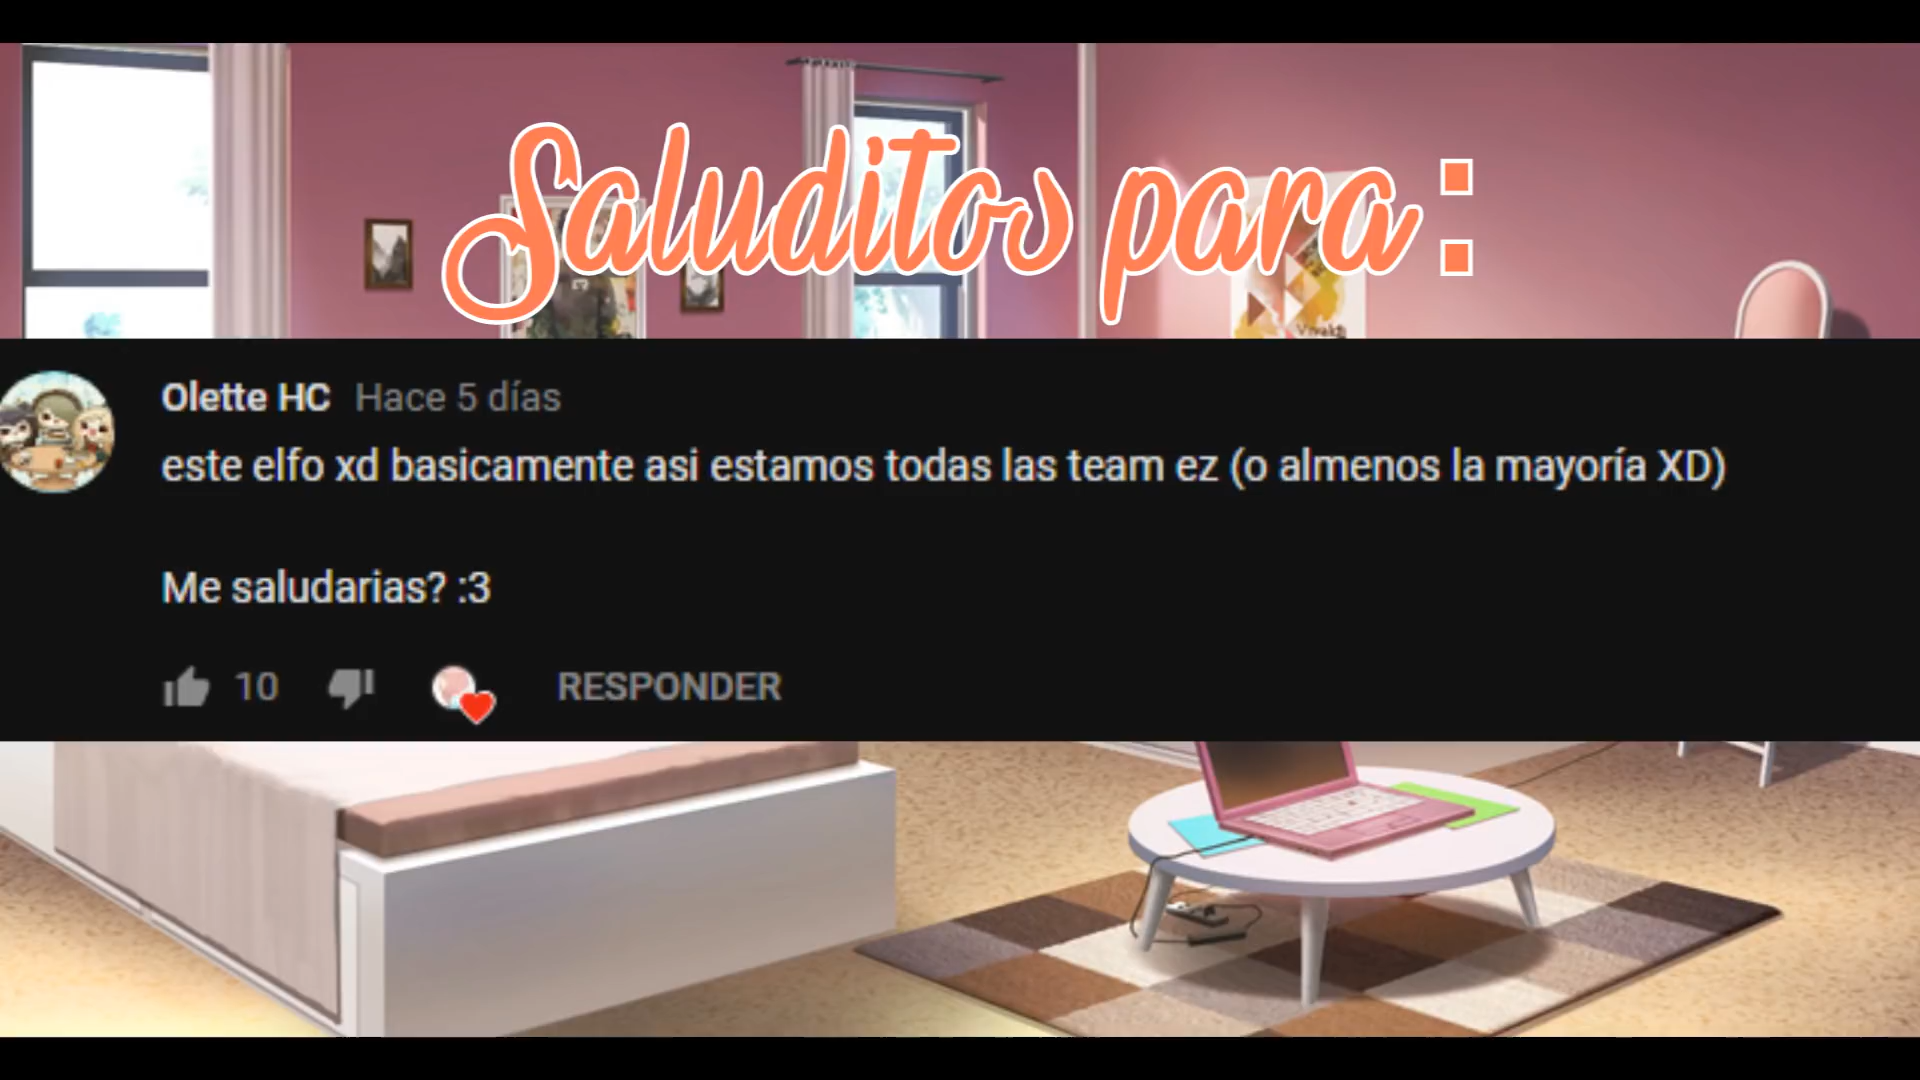 Saluditos para:
Vivaldi
Olette HC Hace 5 días
este elfo xd basicamente asi estamos todas las team ez (o almenos la mayoría XD)
Me saludarias? :3
10 RESPONDER